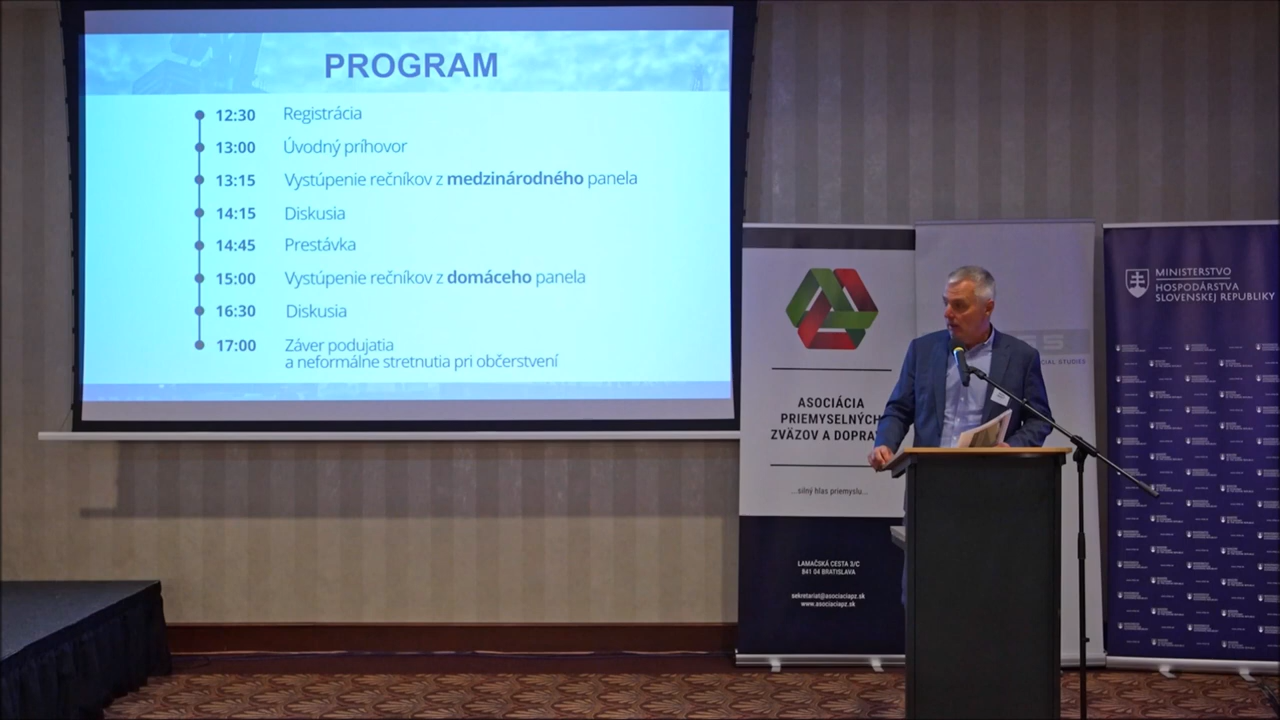 PROGRAM
12:30 Registrácia
13:00 Úvodný príhovor
13:15 Vystúpenie rečníkov z medzinárodného panela
14:15 Diskusia
14:45 Prestávka
15:00 Vystúpenie rečníkov z domáceho panela
16:30 Diskusia
17:00 Záver podujatia
a neformálne stretnutia pri občerstvení
ASOCIÁCIA
PRIEMYSELNÝCH
ZVÄZOV A DOPRA
...silný hlas priemyslu...
LAMAČSKÁ CESTA 3/C
841 04 BRATISLAVA
sekretariat@asociaciapz.sk
www.asociaciapz.sk
STUDIES
MINISTERSTVO
HOSPODÁRSTVA
SLOVENSKEJ REPUBLIKY